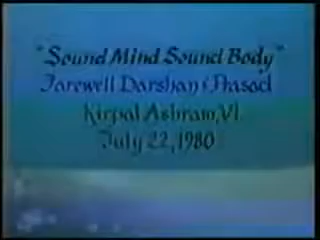 "Sound Mind Sound Body"
Farewell Darshan & Prasad
Kirpal Ashram, Vt.
July 22, 1980